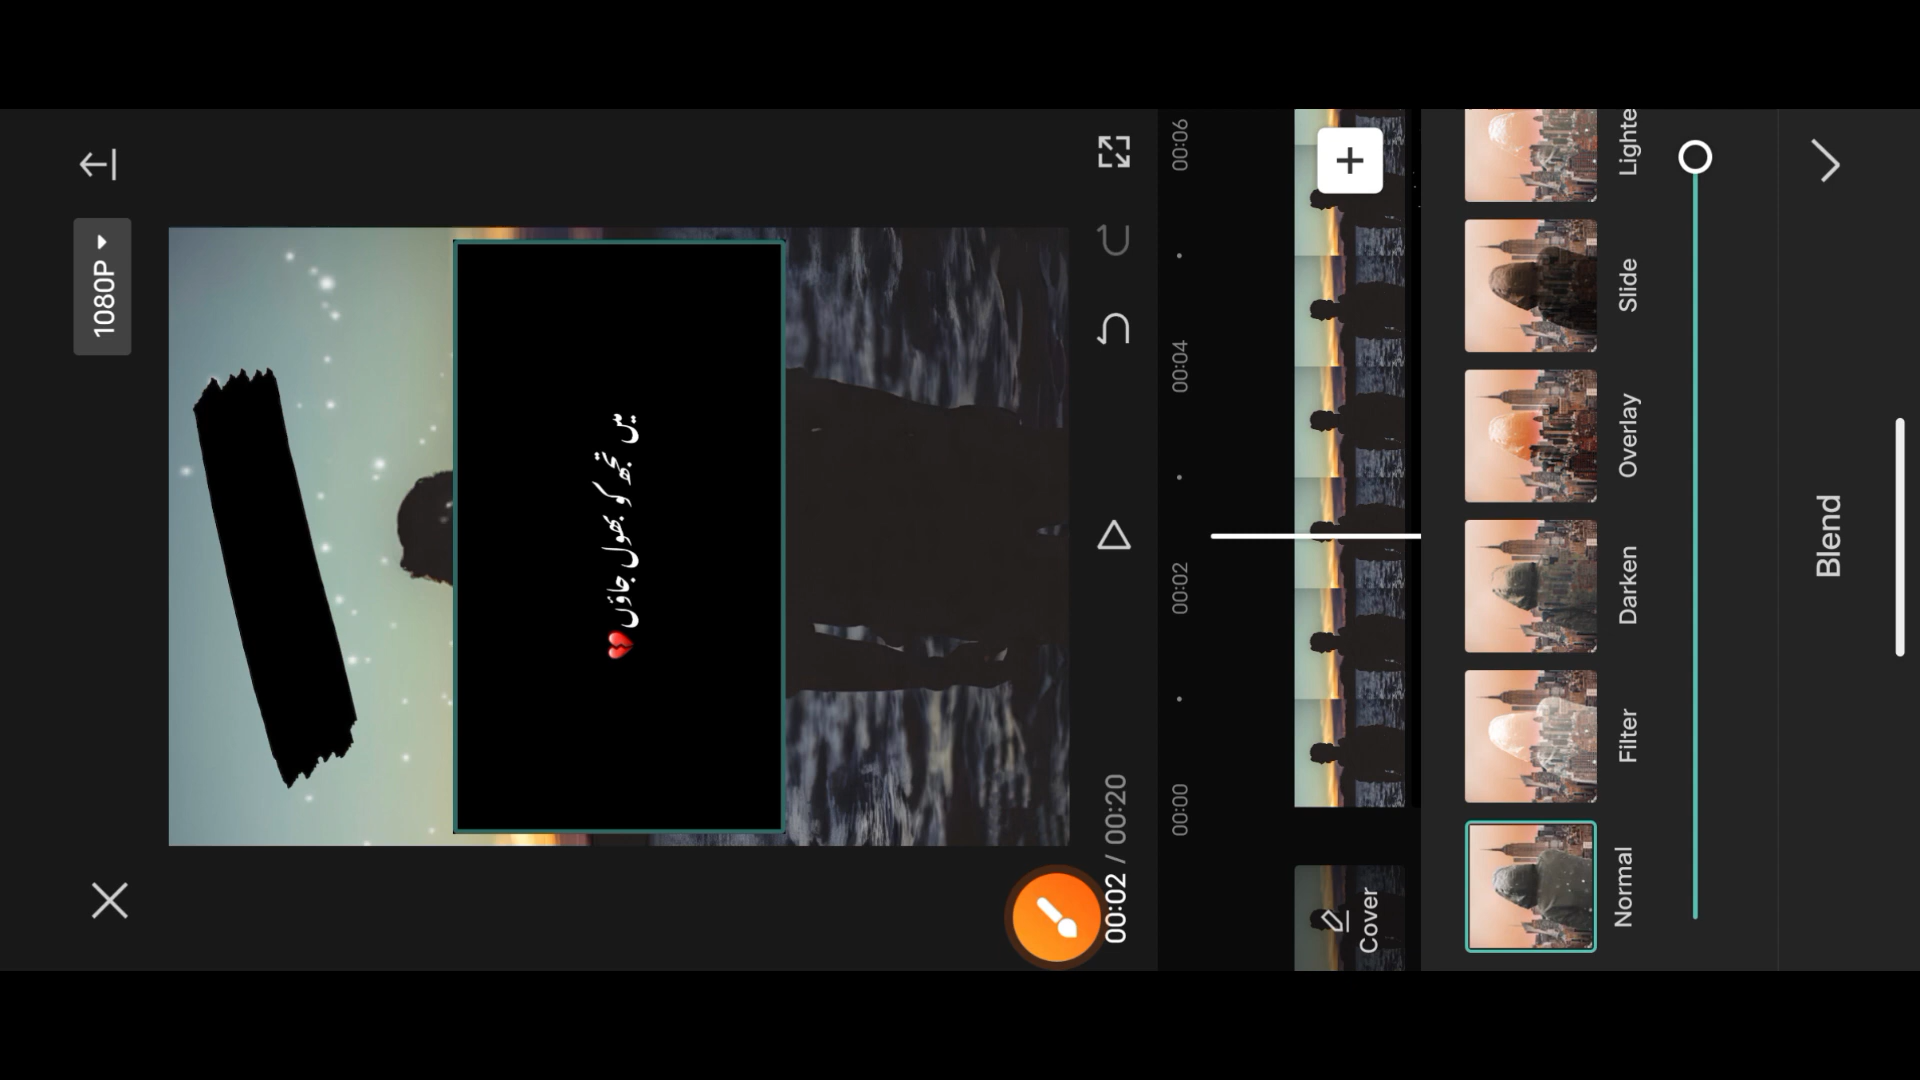 1080P
میں تجھ کو بھول جاؤں💔
00:02 / 00:20
00:00
00:02
00:04
00:06
Cover
Normal
Filter
Darken
Overlay
Slide
Lighte
Blend